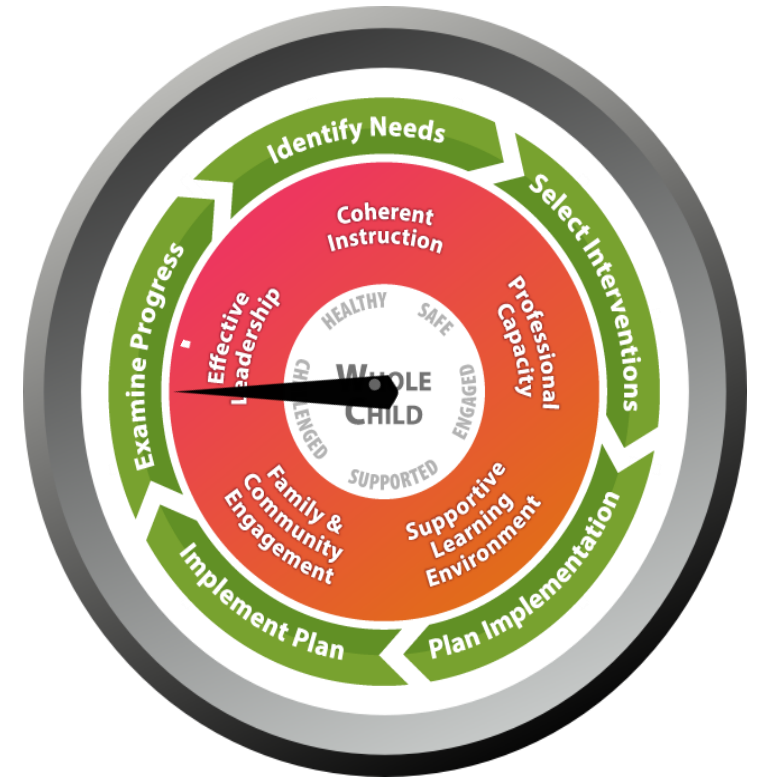 Identify Needs
Select Interventions
Plan Implementation
Implement Plan
Examine Progress
Coherent
Instruction
Professional
Capacity
Supportive
Learning
Environment
Family &
Community
Engagement
Effective
Leadership
HEALTHY
SAFE
ENGAGED
SUPPORTED
CHALLENGED
WHOLE
CHILD